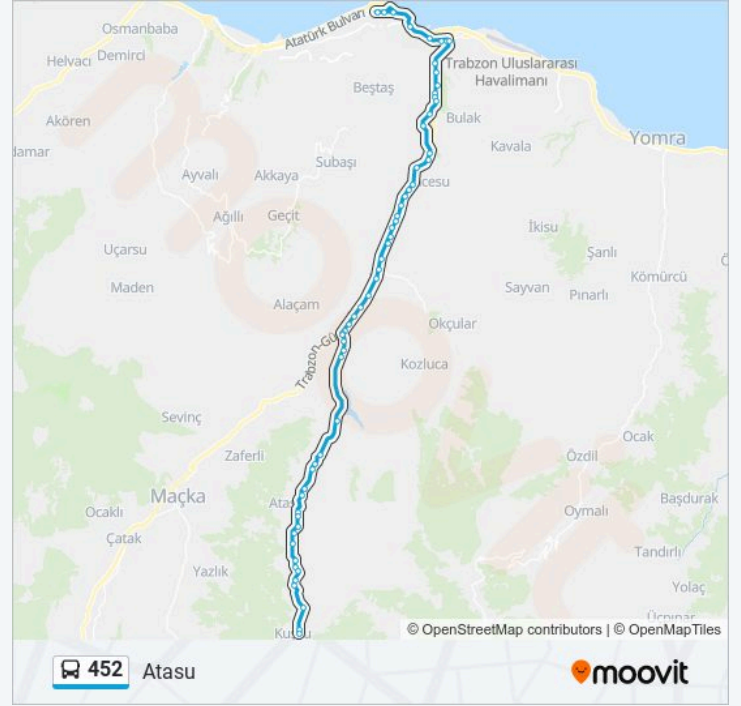 Osmanbaba
Atatürk Bulvarı
Helvacı Demirci
Trabzon Uluslararası
Havalimanı
Beştaş
Akören
Bulak
Yomra
Kavala
Subaşı
Ayvalı
Akkaya
Ağıllı
Geçit
İkisu
Uçarsu
Şanlı
Kömürcü
Maden
Sayvan
Pınarlı
Alaçam
Okçular
Kozluca
Sevinç
Ocak
Zaferli
Özdil
Maçka
Başdurak
Ocaklı
Oymalı
Çatak
Tandırlı
Yazlık
Yolaç
© OpenStreetMap contributors | © OpenMapTiles
452 Atasu
moovit